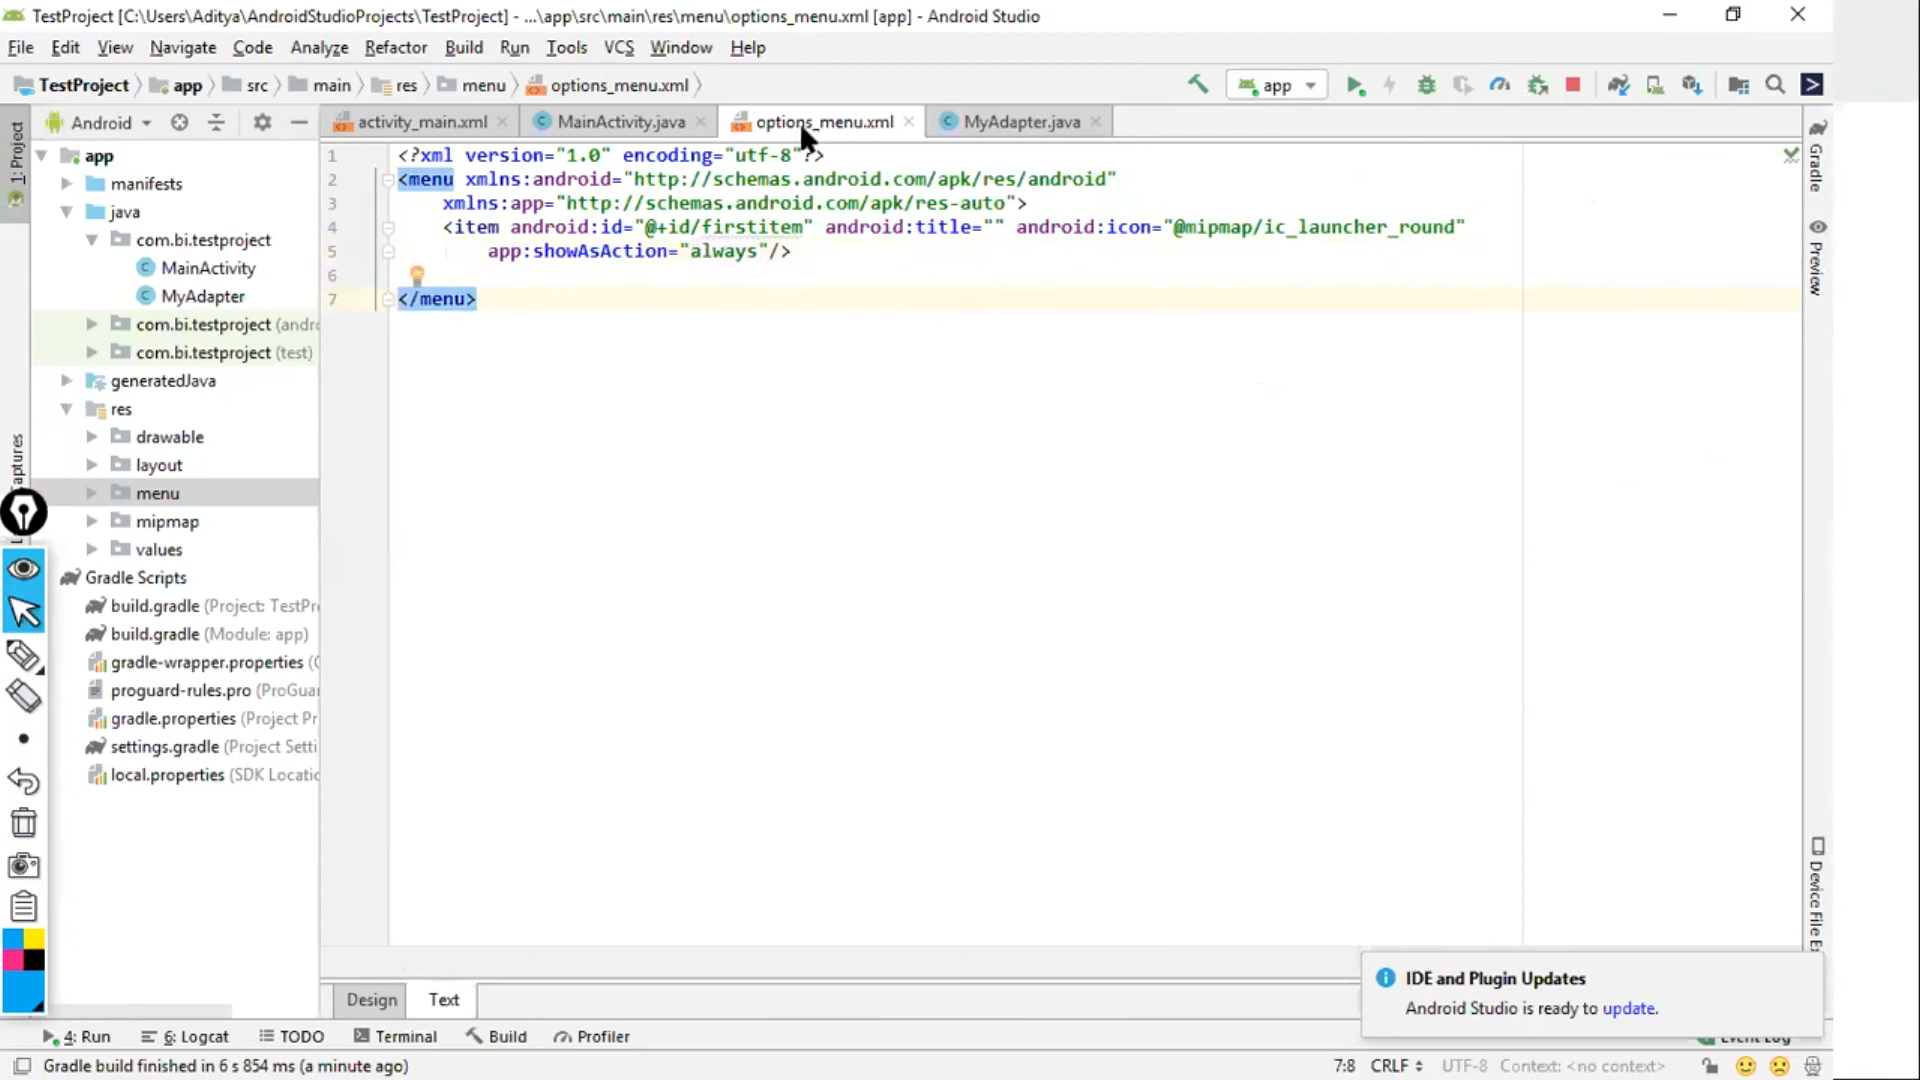 TestProject [C:\Users\Aditya\AndroidStudioProjects\TestProject] - ...\app\src\main\res\menu\options_menu.xml [app] - Android Studio
File Edit View Navigate Code Analyze Refactor Build Run Tools VCS Window Help
TestProject app src main res menu options_menu.xml app
Android activity_main.xml MainActivity.java options_menu.xml MyAdapter.java
1: Project
app
manifests
java
com.bi.testproject
MainActivity
MyAdapter
com.bi.testproject (andro
com.bi.testproject (test)
generatedJava
res
drawable
layout
menu
mipmap
values
Gradle Scripts
build.gradle (Project: TestPr
build.gradle (Module: app)
gradle-wrapper.properties (
proguard-rules.pro (ProGua
gradle.properties (Project Pr
settings.gradle (Project Setti
local.properties (SDK Locatic
Captures
1 <?xml version="1.0" encoding="utf-8"?>
2 <menu xmlns:android="http://schemas.android.com/apk/res/android"
3 xmlns:app="http://schemas.android.com/apk/res-auto">
4 <item android:id="@+id/firstitem" android:title="" android:icon="@mipmap/ic_launcher_round"
5 app:showAsAction="always"/>
6
7 </menu>
Gradle
Preview
Device File Ex
Design Text
IDE and Plugin Updates
Android Studio is ready to update.
4: Run 6: Logcat TODO Terminal Build Profiler Event Log
Gradle build finished in 6 s 854 ms (a minute ago) 7:8 CRLF UTF-8 Context: <no context>